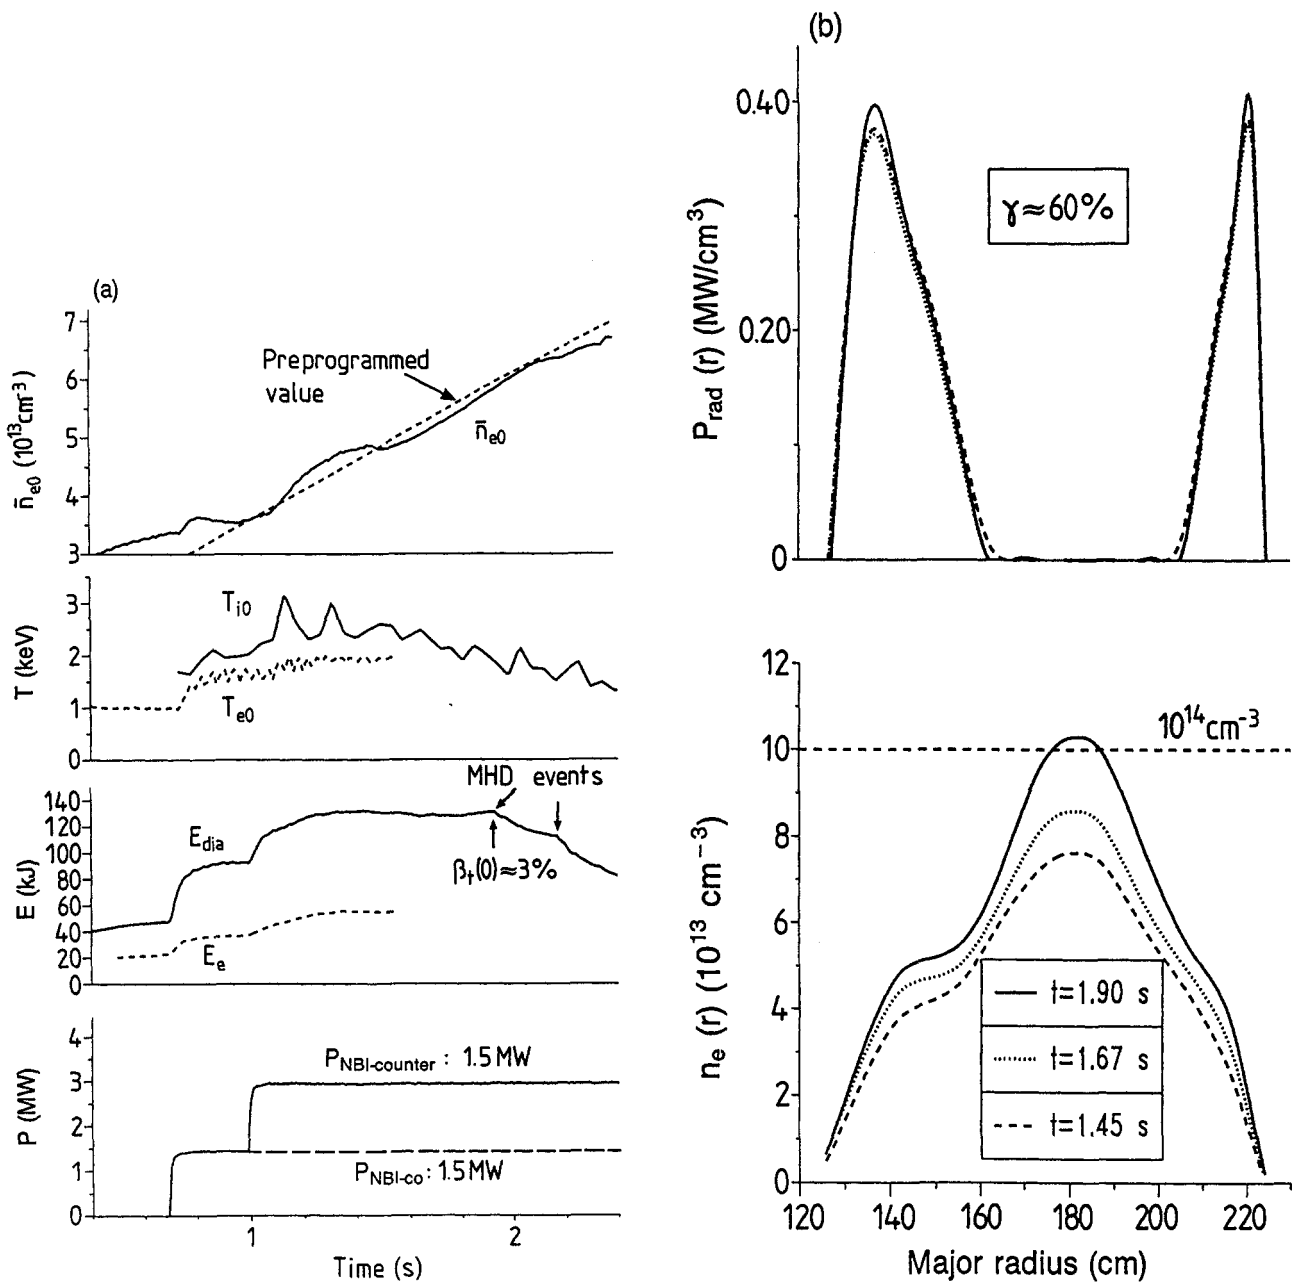 (a)
7
6
5
4
3
n̄e0 (10¹³cm⁻³)
Preprogrammed
value
n̄e0
3
2
1
0
T (keV)
Ti0
Te0
140
120
100
80
60
40
20
0
E (kJ)
Edia
Ee
MHD events
βt(0)≈3%
4
3
2
1
0
P (MW)
PNBI-counter : 1.5 MW
PNBI-co : 1.5 MW
1 2
Time (s)
(b)
0.40
0.20
0
Prad (r) (MW/cm³)
γ≈60%
12
10
8
6
4
2
0
ne (r) (10¹³ cm⁻³)
10¹⁴cm⁻³
t=1.90 s
t=1.67 s
t=1.45 s
120 140 160 180 200 220
Major radius (cm)